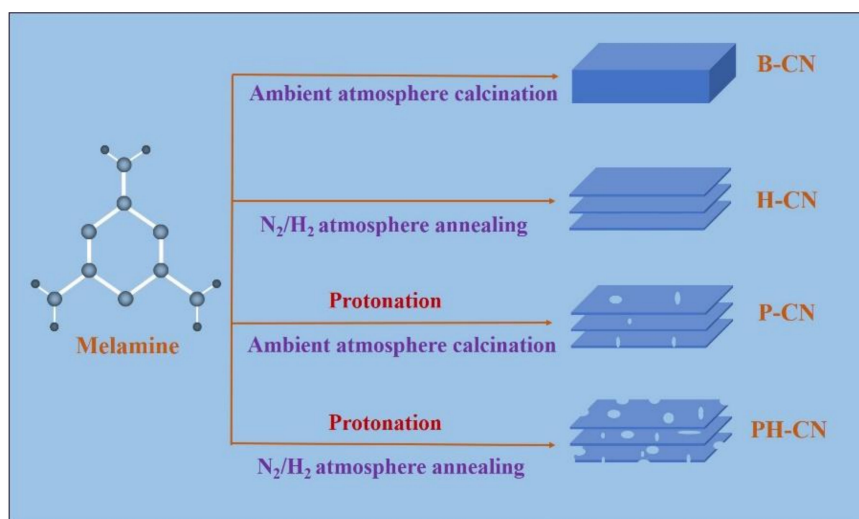 Ambient atmosphere calcination
B-CN
N₂/H₂ atmosphere annealing
H-CN
Melamine
Protonation
Ambient atmosphere calcination
P-CN
Protonation
N₂/H₂ atmosphere annealing
PH-CN